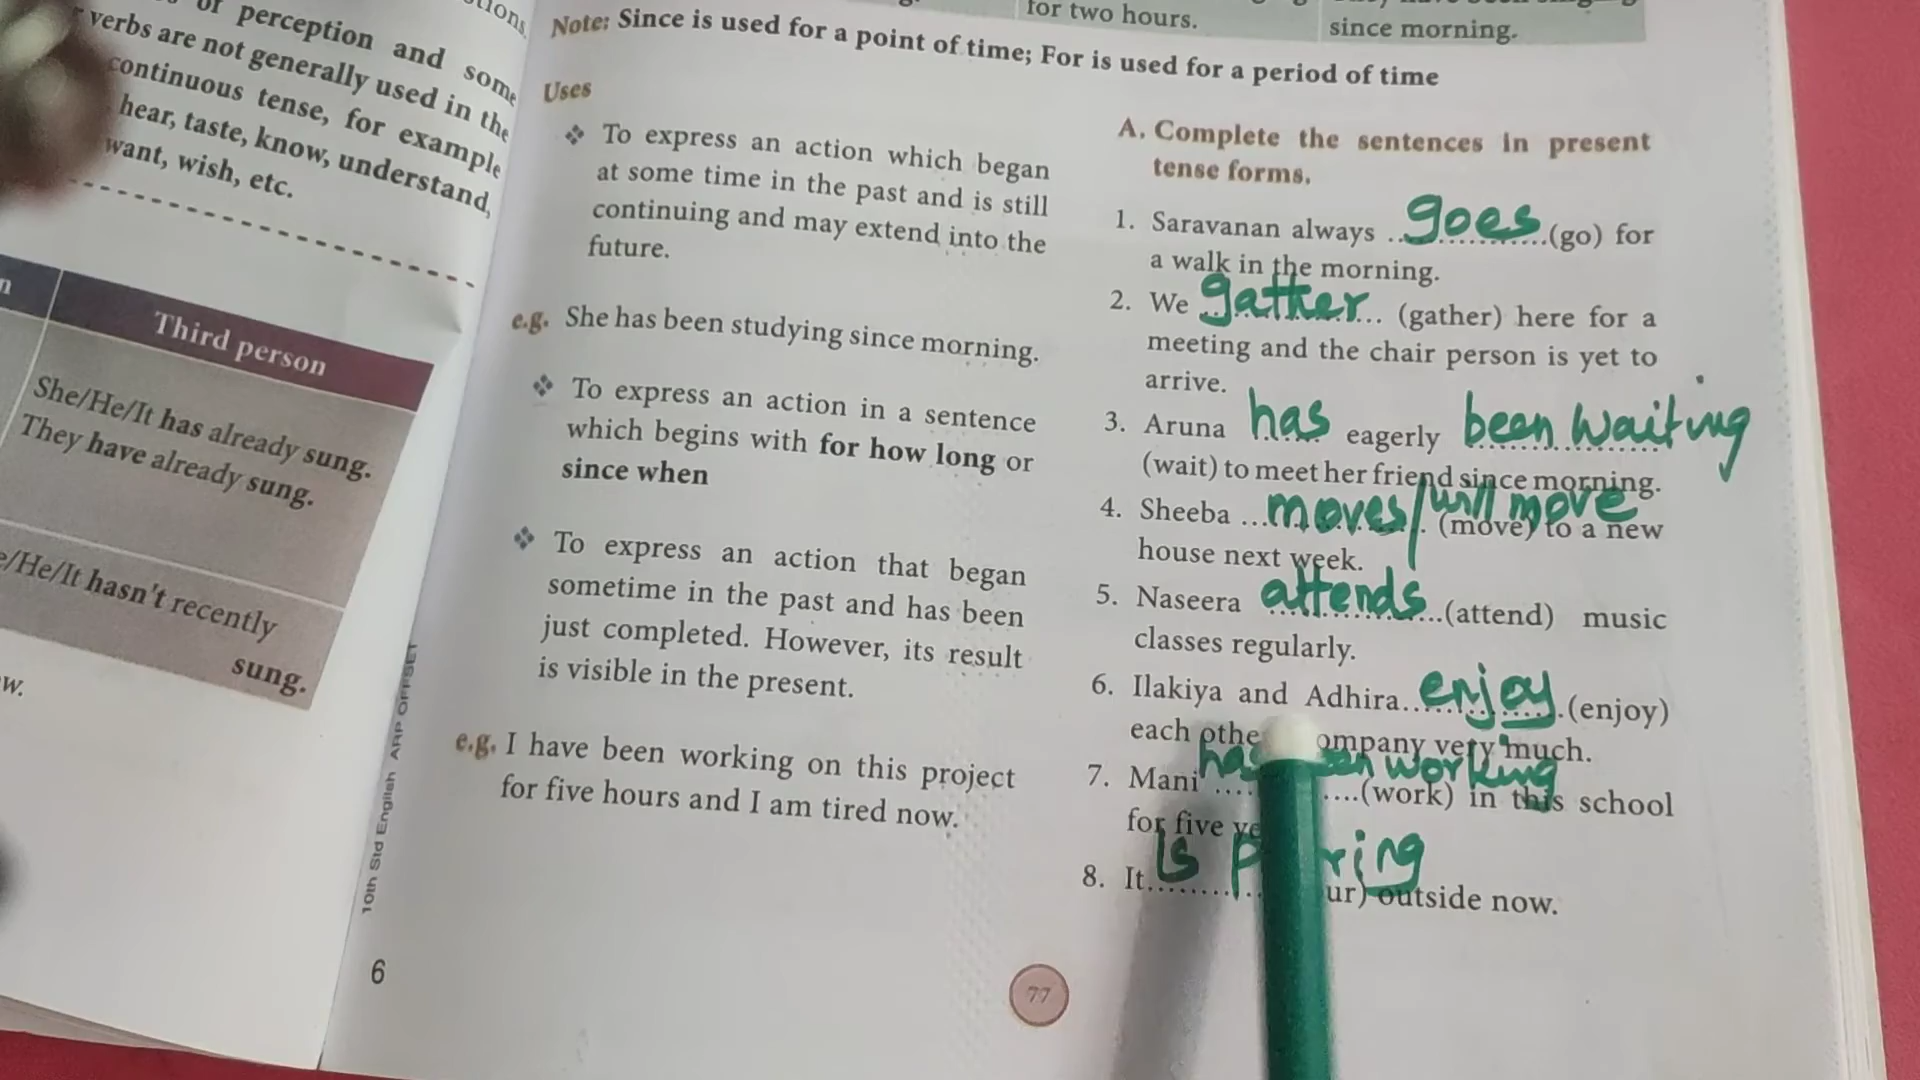 of perception and some
verbs are not generally used in the
continuous tense, for example
hear, taste, know, understand,
want, wish, etc.
Third person
She/He/It has already sung.
They have already sung.
/He/It hasn't recently
sung.
w.
10th Std English ARP OFFSET
6
for two hours.
since morning.
Note: Since is used for a point of time; For is used for a period of time
Uses
❖ To express an action which began
at some time in the past and is still
continuing and may extend into the
future.
e.g. She has been studying since morning.
❖ To express an action in a sentence
which begins with for how long or
since when
❖ To express an action that began
sometime in the past and has been
just completed. However, its result
is visible in the present.
e.g. I have been working on this project
for five hours and I am tired now.
A. Complete the sentences in present
tense forms.
1. Saravanan always goes (go) for
a walk in the morning.
2. We gather (gather) here for a
meeting and the chair person is yet to
arrive.
3. Aruna has eagerly been waiting
(wait) to meet her friend since morning.
4. Sheeba moves/will move (move) to a new
house next week.
5. Naseera attends (attend) music
classes regularly.
6. Ilakiya and Adhira enjoy (enjoy)
each very much.
7. Mani working (work) in this school
for five
8. It is outside now.
77